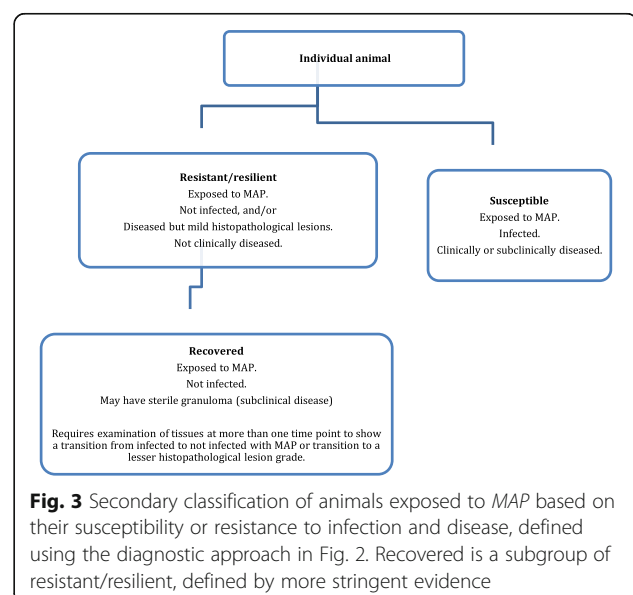 Individual animal
Resistant/resilient
Exposed to MAP.
Not infected, and/or
Diseased but mild histopathological lesions.
Not clinically diseased.
Susceptible
Exposed to MAP.
Infected.
Clinically or subclinically diseased.
Recovered
Exposed to MAP.
Not infected.
May have sterile granuloma (subclinical disease)
Requires examination of tissues at more than one time point to show
a transition from infected to not infected with MAP or transition to a
lesser histopathological lesion grade.
Fig. 3 Secondary classification of animals exposed to MAP based on
their susceptibility or resistance to infection and disease, defined
using the diagnostic approach in Fig. 2. Recovered is a subgroup of
resistant/resilient, defined by more stringent evidence